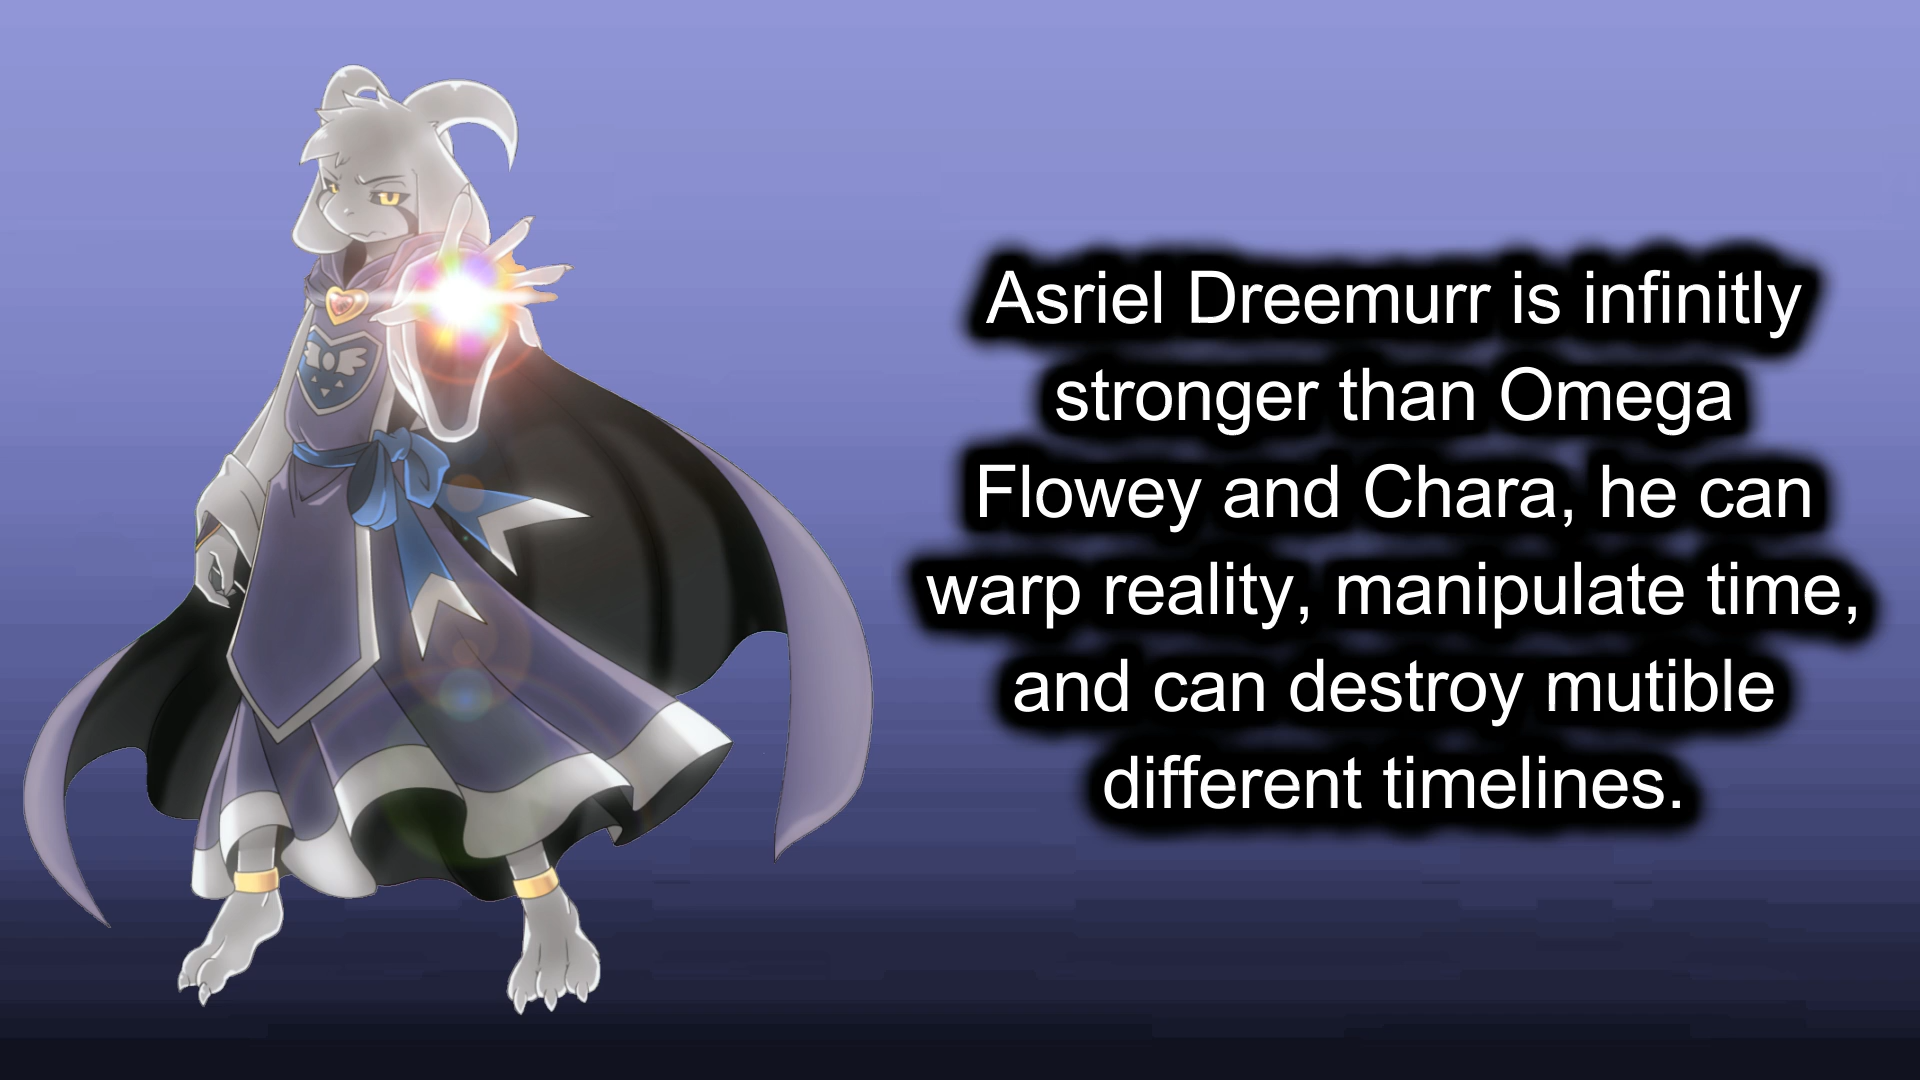 Asriel Dreemurr is infinitly
stronger than Omega
Flowey and Chara, he can
warp reality, manipulate time,
and can destroy mutible
different timelines.